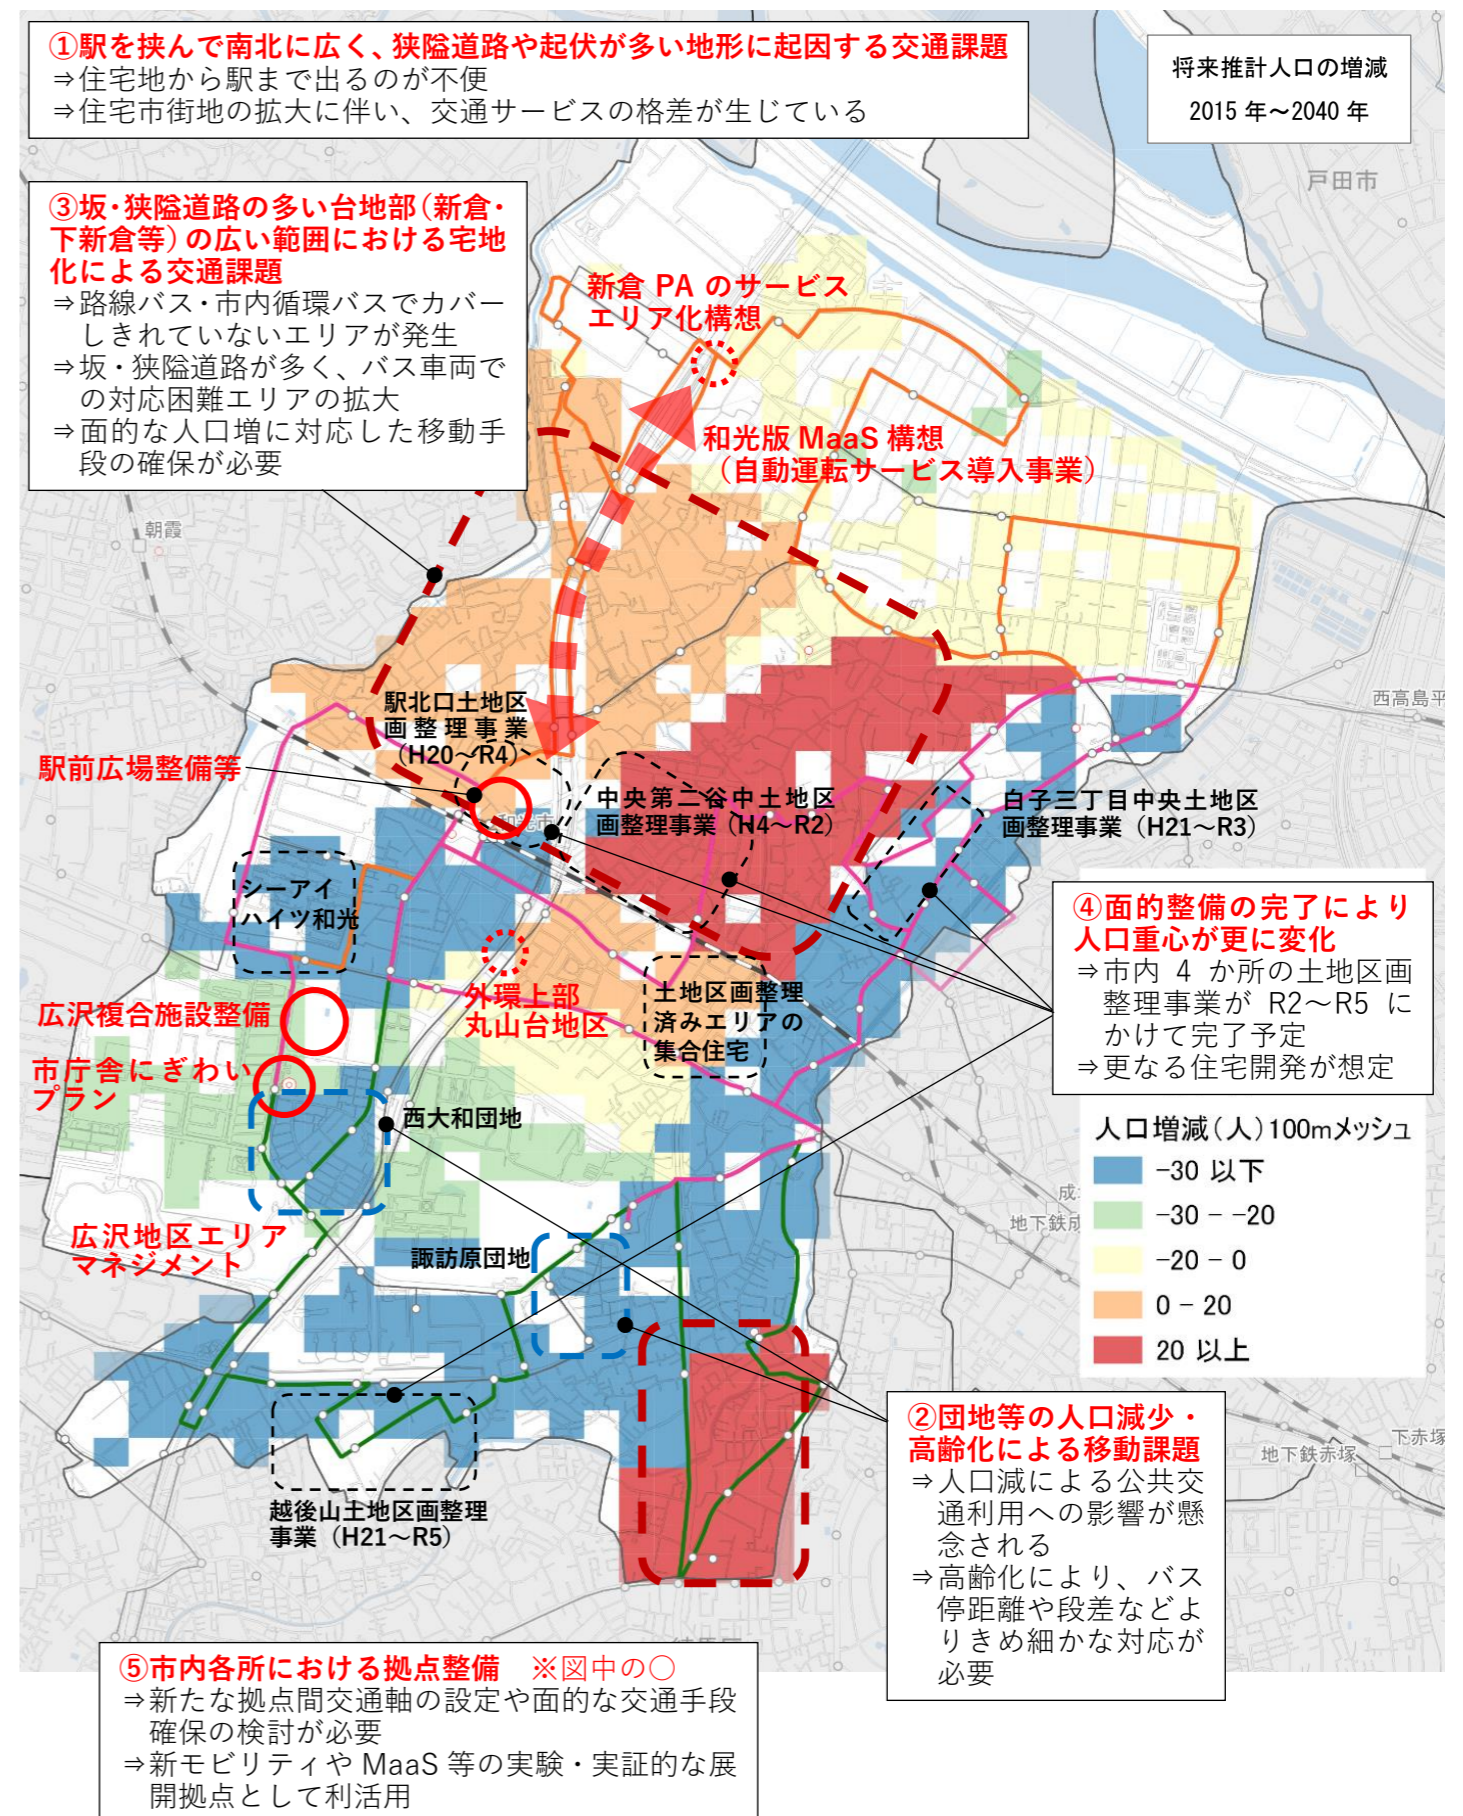 ①駅を挟んで南北に広く、狭隘道路や起伏が多い地形に起因する交通課題
⇒住宅地から駅まで出るのが不便
⇒住宅市街地の拡大に伴い、交通サービスの格差が生じている
将来推計人口の増減
2015 年～2040 年
戸田市
③坂・狭隘道路の多い台地部（新倉・
下新倉等）の広い範囲における宅地
化による交通課題
⇒路線バス・市内循環バスでカバー
しきれていないエリアが発生
⇒坂・狭隘道路が多く、バス車両で
の対応困難エリアの拡大
⇒面的な人口増に対応した移動手
段の確保が必要
新倉 PA のサービス
エリア化構想
和光版 MaaS 構想
（自動運転サービス導入事業）
朝霞
西高島平
駅北口土地区
画整理事業
（H20～R4）
駅前広場整備等
和光市
中央第二谷中土地区
画整理事業（H4～R2）
白子三丁目中央土地区
画整理事業（H21～R3）
シーアイ
ハイツ和光
④面的整備の完了により
人口重心が更に変化
⇒市内 4 か所の土地区画
整理事業が R2～R5 に
かけて完了予定
⇒更なる住宅開発が想定
外環上部
丸山台地区
土地区画整理
済みエリアの
集合住宅
広沢複合施設整備
市庁舎にぎわい
プラン
西大和団地
人口増減（人）100mメッシュ
-30 以下
-30 - -20
-20 - 0
0 - 20
20 以上
成
地下鉄成
広沢地区エリア
マネジメント
諏訪原団地
②団地等の人口減少・
高齢化による移動課題
⇒人口減による公共交
通利用への影響が懸
念される
⇒高齢化により、バス
停距離や段差などよ
りきめ細かな対応が
必要
地下鉄赤塚
下赤塚
越後山土地区画整理
事業（H21～R5）
⑤市内各所における拠点整備　※図中の○
⇒新たな拠点間交通軸の設定や面的な交通手段
確保の検討が必要
⇒新モビリティや MaaS 等の実験・実証的な展
開拠点として利活用